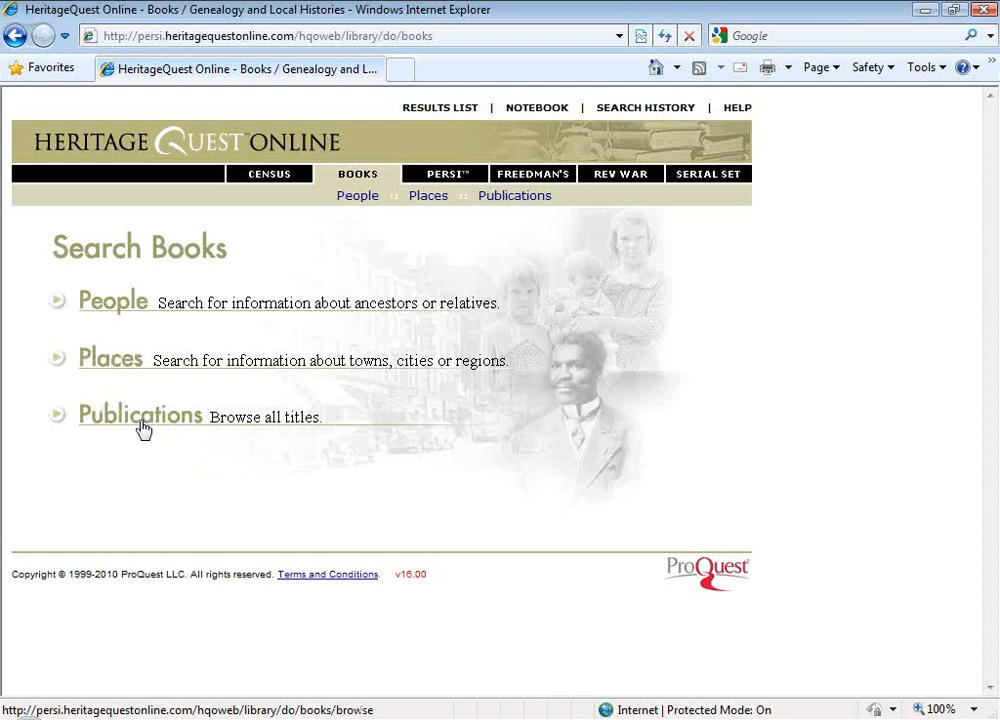 HeritageQuest Online - Books / Genealogy and Local Histories - Windows Internet Explorer
http://persi.heritagequestonline.com/hqoweb/library/do/books
Google
Favorites
HeritageQuest Online - Books / Genealogy and L...
Page
Safety
Tools
RESULTS LIST | NOTEBOOK | SEARCH HISTORY | HELP
HERITAGE QUEST™ ONLINE
CENSUS BOOKS PERSI™ FREEDMAN'S REV WAR SERIAL SET
People :: Places :: Publications
Search Books
People Search for information about ancestors or relatives.
Places Search for information about towns, cities or regions.
Publications Browse all titles.
Copyright © 1999-2010 ProQuest LLC. All rights reserved. Terms and Conditions. v16.00
ProQuest
http://persi.heritagequestonline.com/hqoweb/library/do/books/browse
Internet | Protected Mode: On
100%